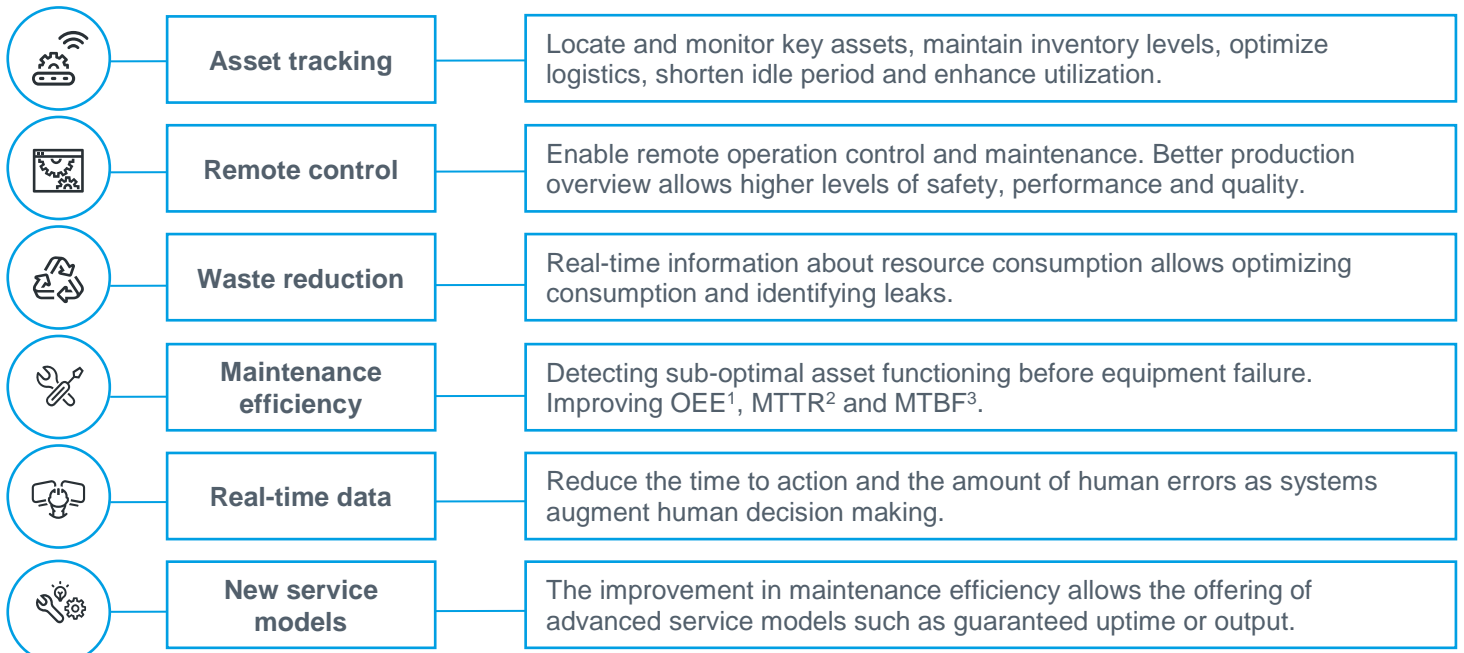 Asset tracking
Locate and monitor key assets, maintain inventory levels, optimize
logistics, shorten idle period and enhance utilization.
Remote control
Enable remote operation control and maintenance. Better production
overview allows higher levels of safety, performance and quality.
Waste reduction
Real-time information about resource consumption allows optimizing
consumption and identifying leaks.
Maintenance
efficiency
Detecting sub-optimal asset functioning before equipment failure.
Improving OEE¹, MTTR² and MTBF³.
Real-time data
Reduce the time to action and the amount of human errors as systems
augment human decision making.
New service
models
The improvement in maintenance efficiency allows the offering of
advanced service models such as guaranteed uptime or output.